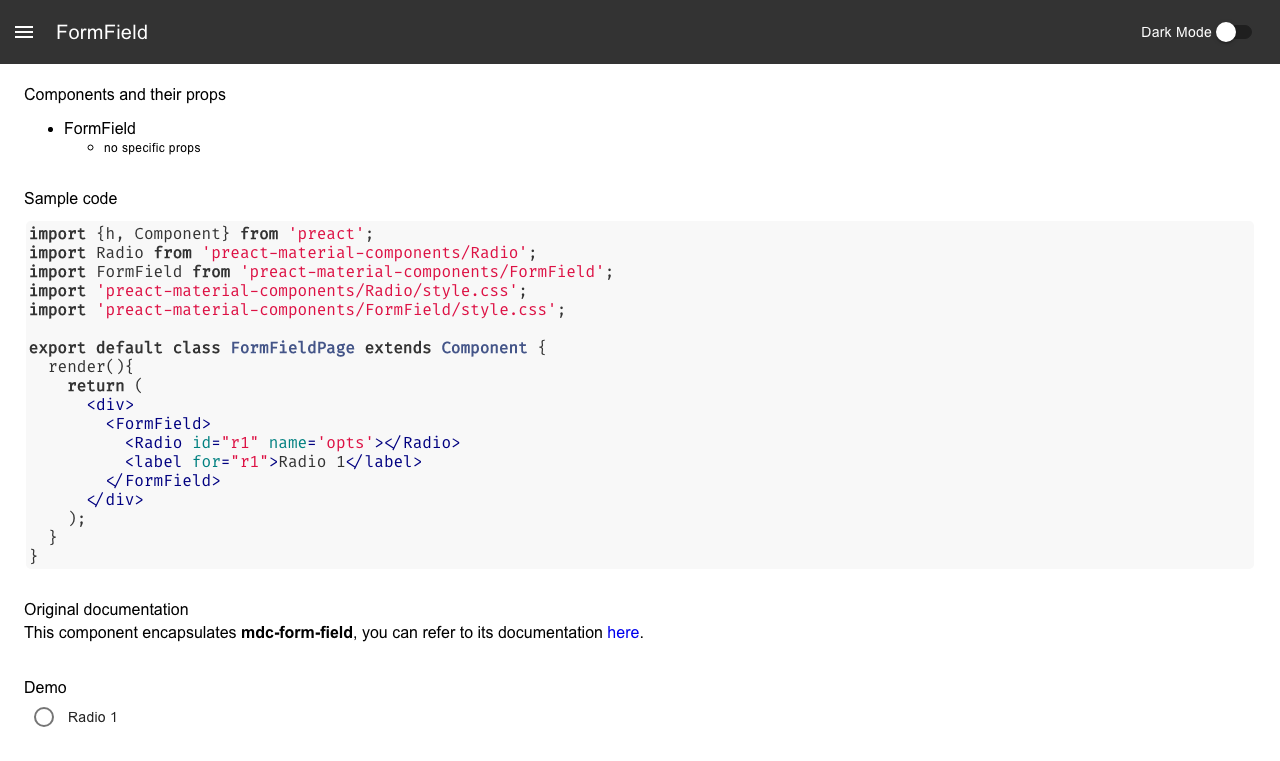 FormField
Dark Mode
Components and their props
FormField
no specific props
Sample code
import {h, Component} from 'preact';
import Radio from 'preact-material-components/Radio';
import FormField from 'preact-material-components/FormField';
import 'preact-material-components/Radio/style.css';
import 'preact-material-components/FormField/style.css';
export default class FormFieldPage extends Component {
  render(){
    return (
      <div>
        <FormField>
          <Radio id="r1" name='opts'></Radio>
          <label for="r1">Radio 1</label>
        </FormField>
      </div>
    );
  }
}
Original documentation
This component encapsulates mdc-form-field, you can refer to its documentation here.
Demo
Radio 1